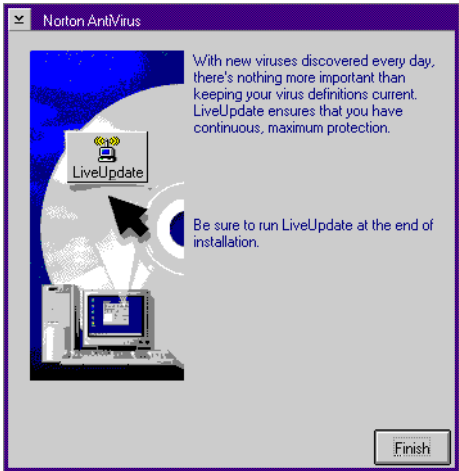 Norton AntiVirus
With new viruses discovered every day,
there's nothing more important than
keeping your virus definitions current.
LiveUpdate ensures that you have
continuous, maximum protection.
LiveUpdate
Be sure to run LiveUpdate at the end of
installation.
Finish